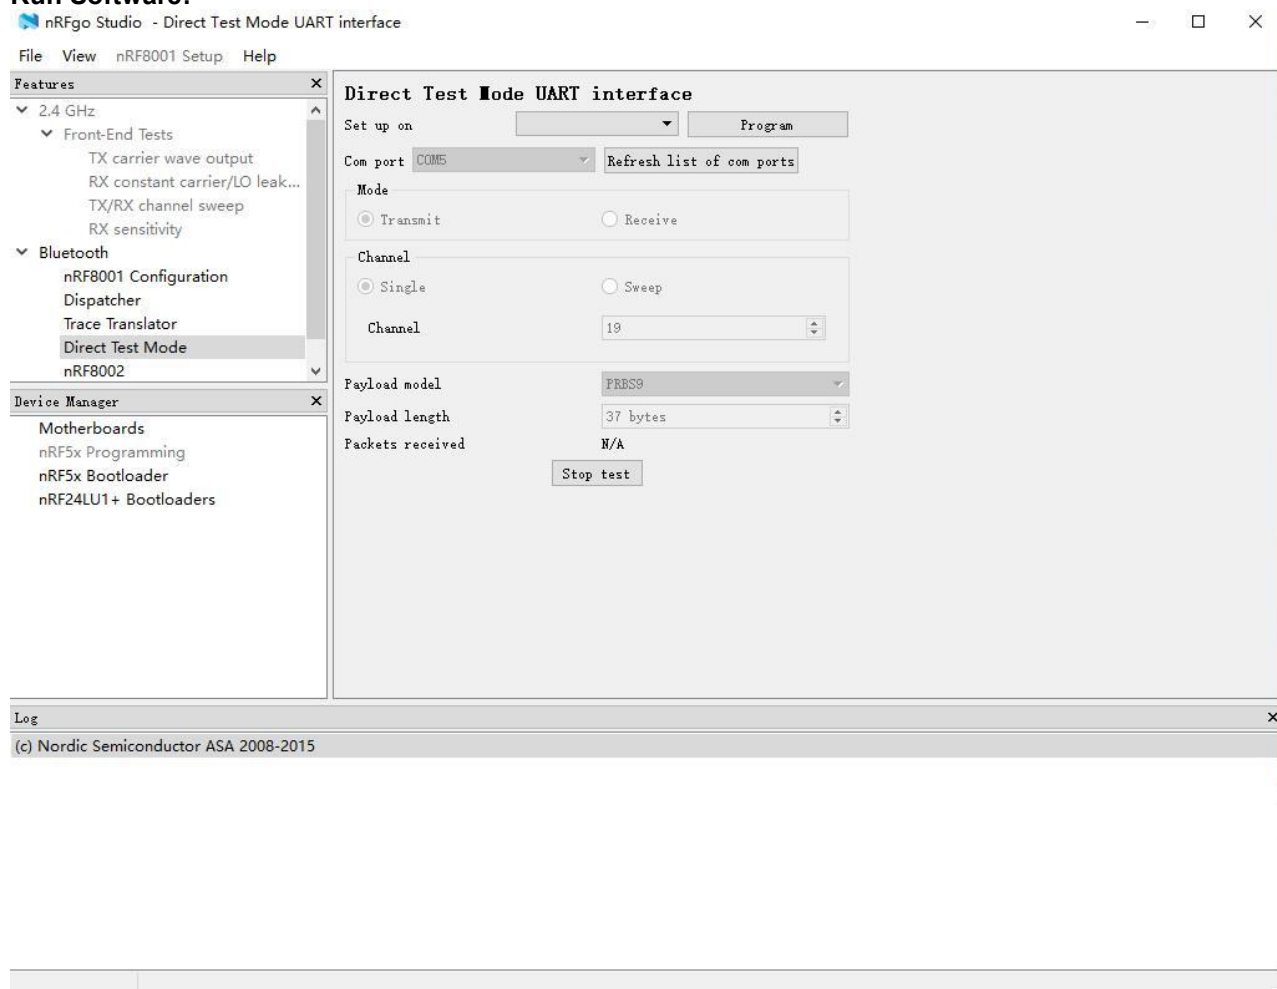 Run Software:
nRFgo Studio - Direct Test Mode UART interface
File View nRF8001 Setup Help
Features
2.4 GHz
Front-End Tests
TX carrier wave output
RX constant carrier/LO leak...
TX/RX channel sweep
RX sensitivity
Bluetooth
nRF8001 Configuration
Dispatcher
Trace Translator
Direct Test Mode
nRF8002
Device Manager
Motherboards
nRF5x Programming
nRF5x Bootloader
nRF24LU1+ Bootloaders
Direct Test Mode UART interface
Set up on Program
Com port COM5 Refresh list of com ports
Mode
Transmit Receive
Channel
Single Sweep
Channel 19
Payload model PRBS9
Payload length 37 bytes
Packets received N/A
Stop test
Log
(c) Nordic Semiconductor ASA 2008-2015